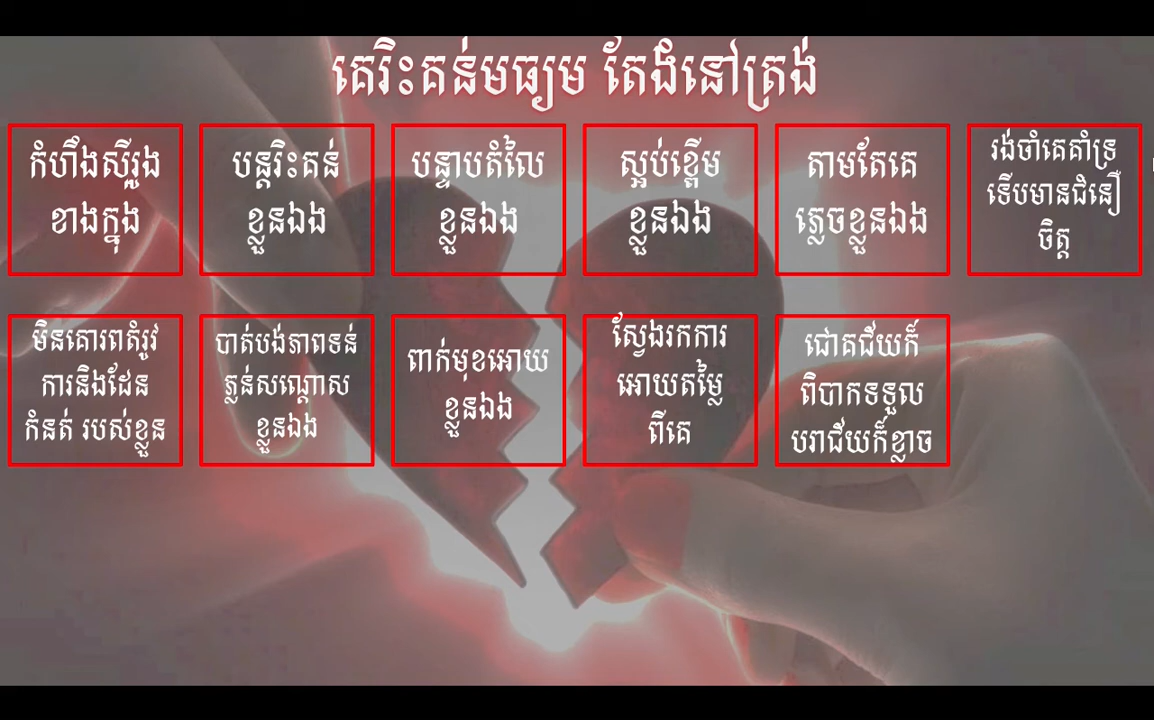 គេរិះគន់មធ្យម តែងំនៅត្រង់
កំហឹងស៊ីរូង
ខាងក្នុង
បន្តរិះគន់
ខ្លួនឯង
បន្ទាបតំលៃ
ខ្លួនឯង
ស្អប់ខ្ពើម
ខ្លួនឯង
តាមតែគេ
ភ្លេចខ្លួនឯង
រង់ចាំគេគាំទ្រ
ទើបមានជំនឿ
ចិត្ត
មិនគោរពតំរូវ
ការនិងដែន
កំនត់ របស់ខ្លួន
បាត់បង់ភាពទន់
ភ្លន់សណ្តោស
ខ្លួនឯង
ពាក់មុខអោយ
ខ្លួនឯង
ស្វែងរកការ
អោយតម្លៃ
ពីគេ
ជោគជ័យក៏
ពិបាកទទួល
បរាជ័យក៏ខ្លាច